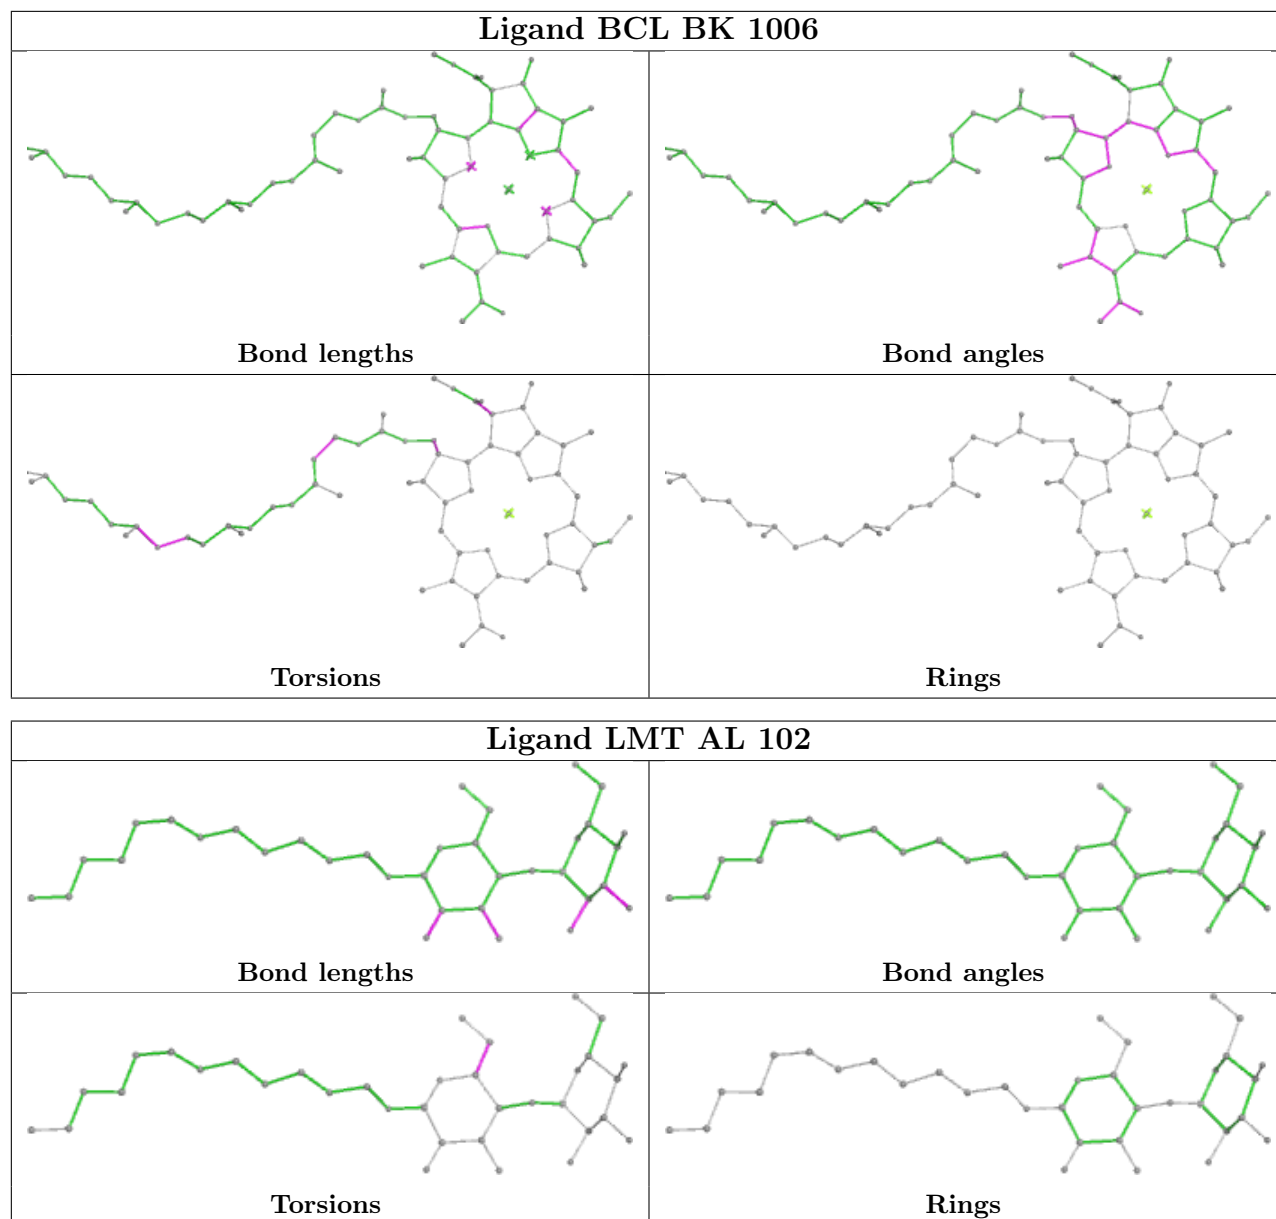 Ligand BCL BK 1006
Bond lengths
Bond angles
Torsions
Rings
Ligand LMT AL 102
Bond lengths
Bond angles
Torsions
Rings